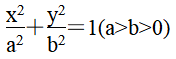 x²/a² + y²/b² = 1(a>b>0)